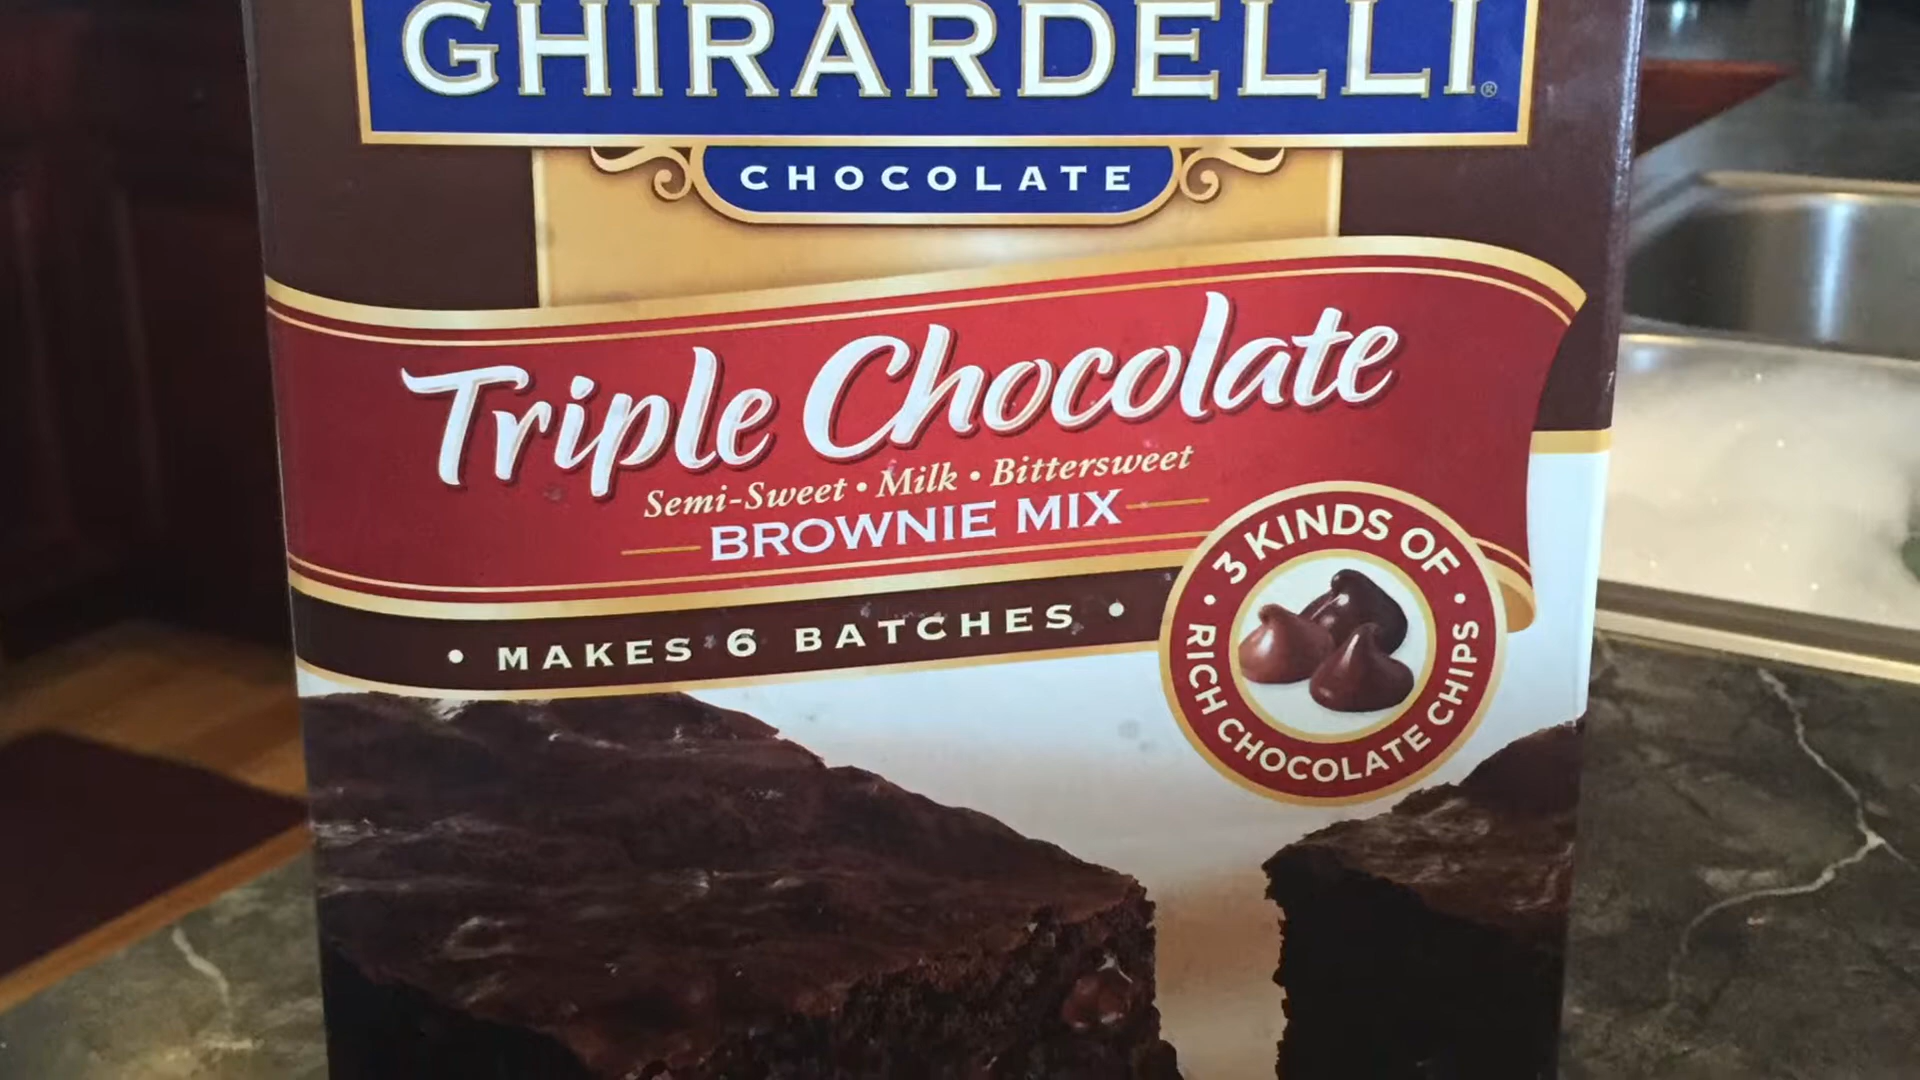 GHIRARDELLI®
CHOCOLATE
Triple Chocolate
Semi-Sweet • Milk • Bittersweet
BROWNIE MIX
• MAKES 6 BATCHES •
• 3 KINDS OF •
RICH CHOCOLATE CHIPS